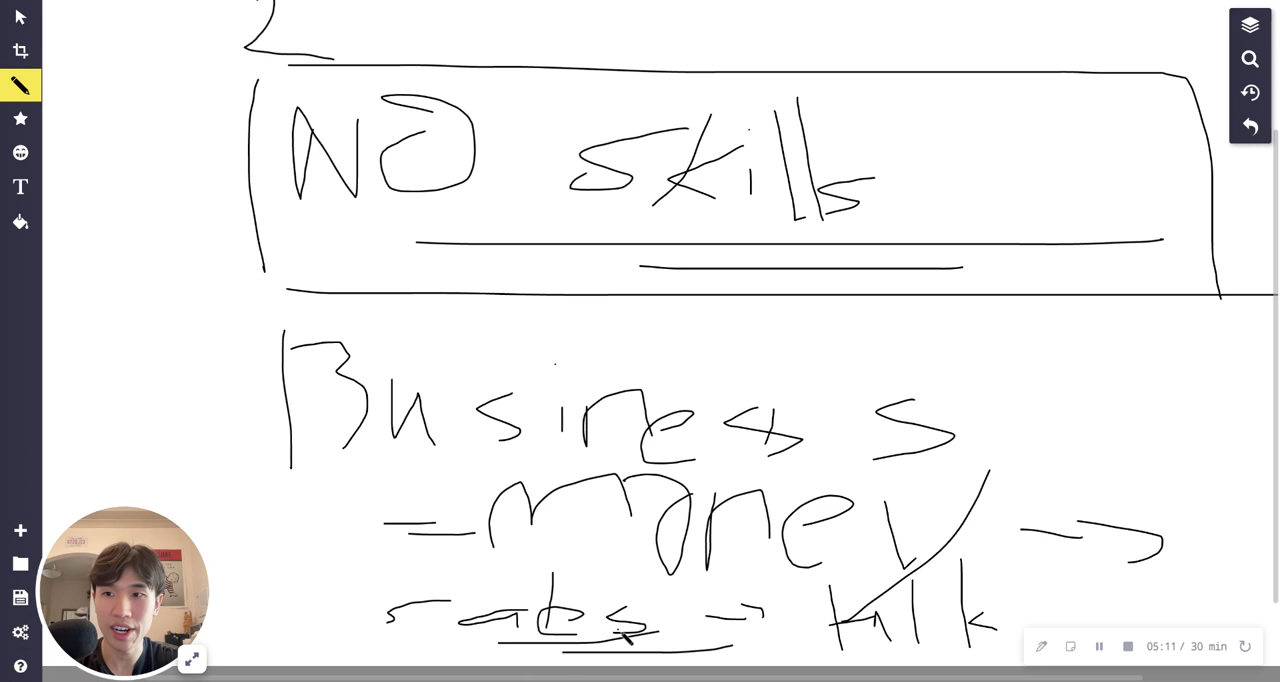 NO skills
Business
= money →
sales → talk
05:11 / 30 min